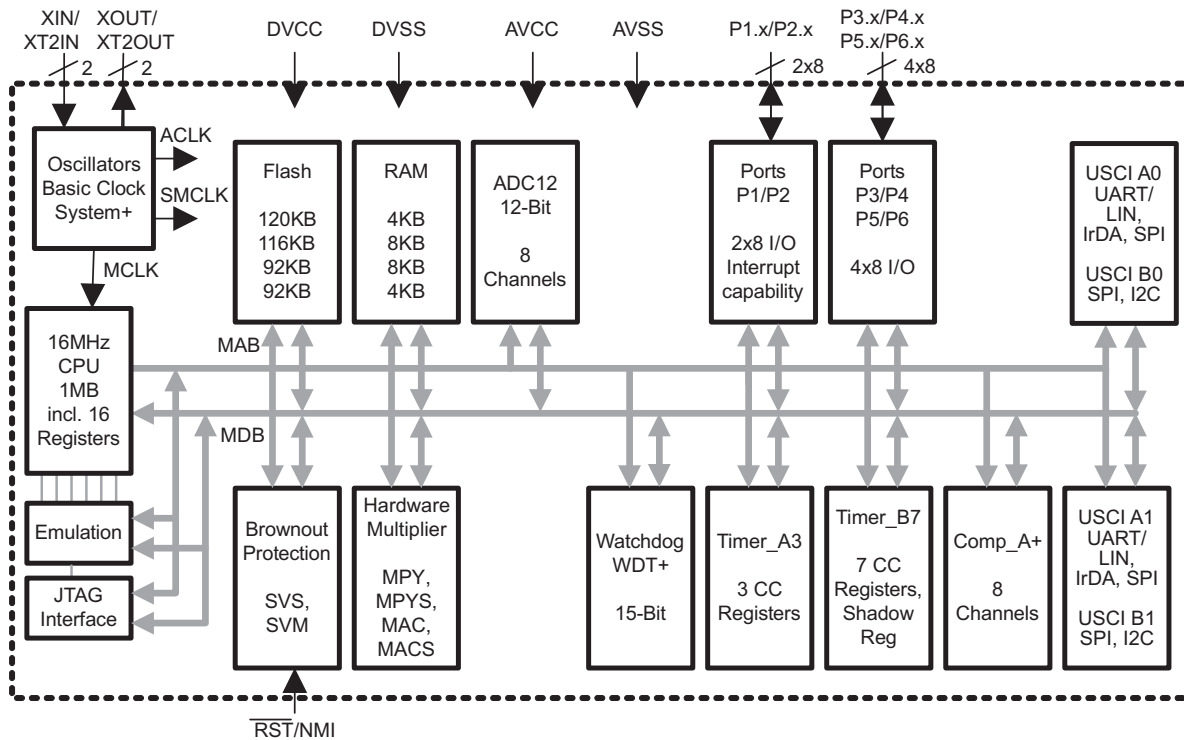 XIN/
XT2IN
XOUT/
XT2OUT
DVCC
DVSS
AVCC
AVSS
P1.x/P2.x
P3.x/P4.x
P5.x/P6.x
2
2
2x8
4x8
Oscillators
Basic Clock
System+
ACLK
SMCLK
MCLK
Flash
120KB
116KB
92KB
92KB
RAM
4KB
8KB
8KB
4KB
ADC12
12-Bit
8
Channels
Ports
P1/P2
2x8 I/O
Interrupt
capability
Ports
P3/P4
P5/P6
4x8 I/O
USCI A0
UART/
LIN,
IrDA, SPI
USCI B0
SPI, I2C
16MHz
CPU
1MB
incl. 16
Registers
MAB
MDB
Emulation
JTAG
Interface
Brownout
Protection
SVS,
SVM
Hardware
Multiplier
MPY,
MPYS,
MAC,
MACS
Watchdog
WDT+
15-Bit
Timer_A3
3 CC
Registers
Timer_B7
7 CC
Registers,
Shadow
Reg
Comp_A+
8
Channels
USCI A1
UART/
LIN,
IrDA, SPI
USCI B1
SPI, I2C
RST/NMI